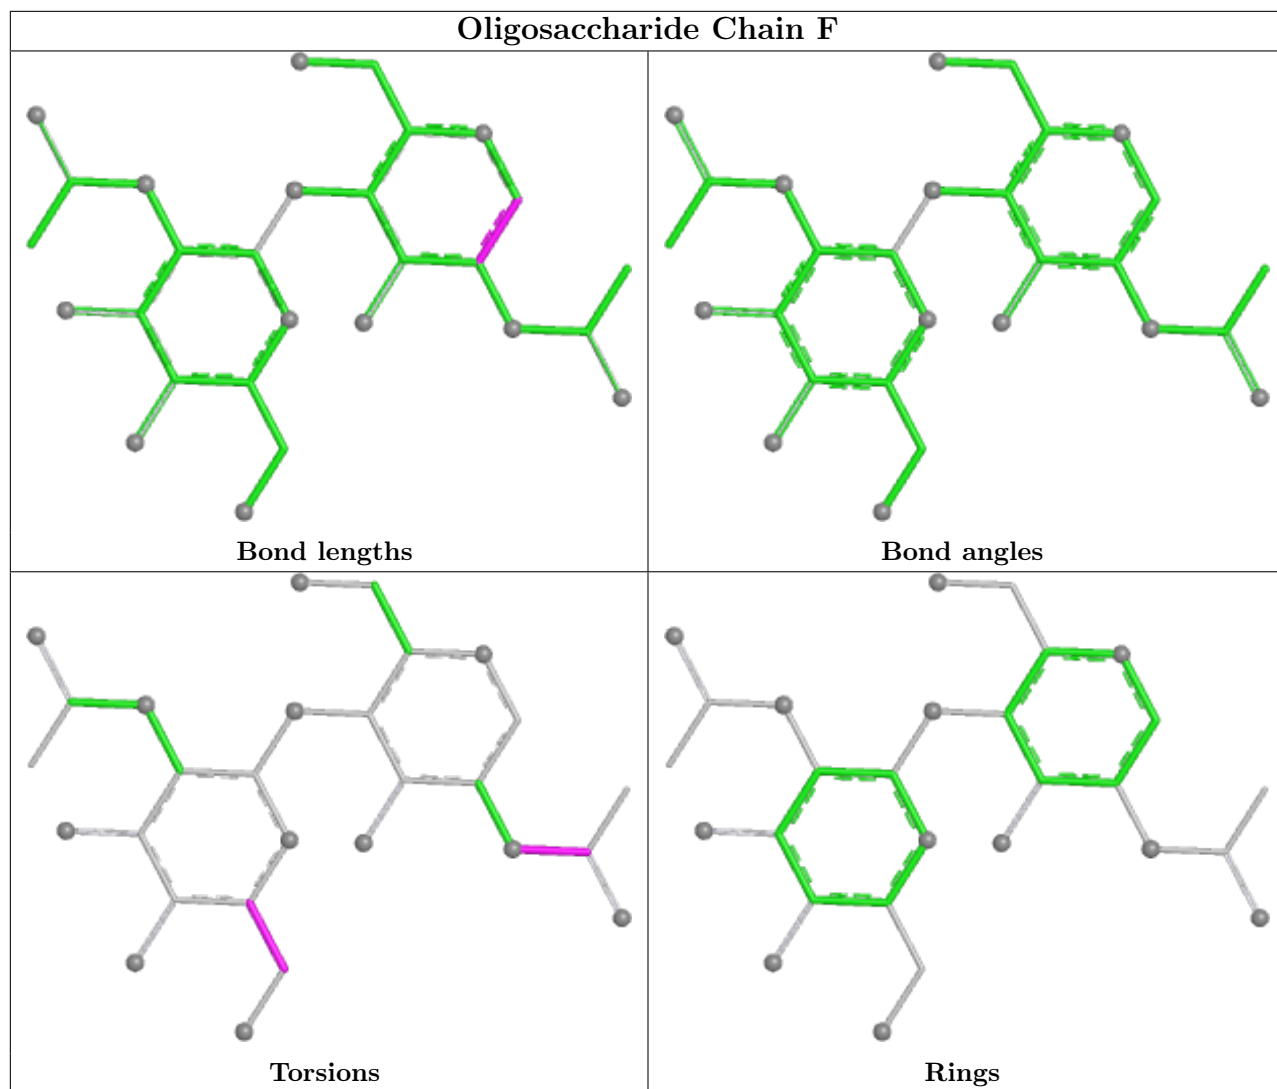 Oligosaccharide Chain F
Bond lengths
Bond angles
Torsions
Rings